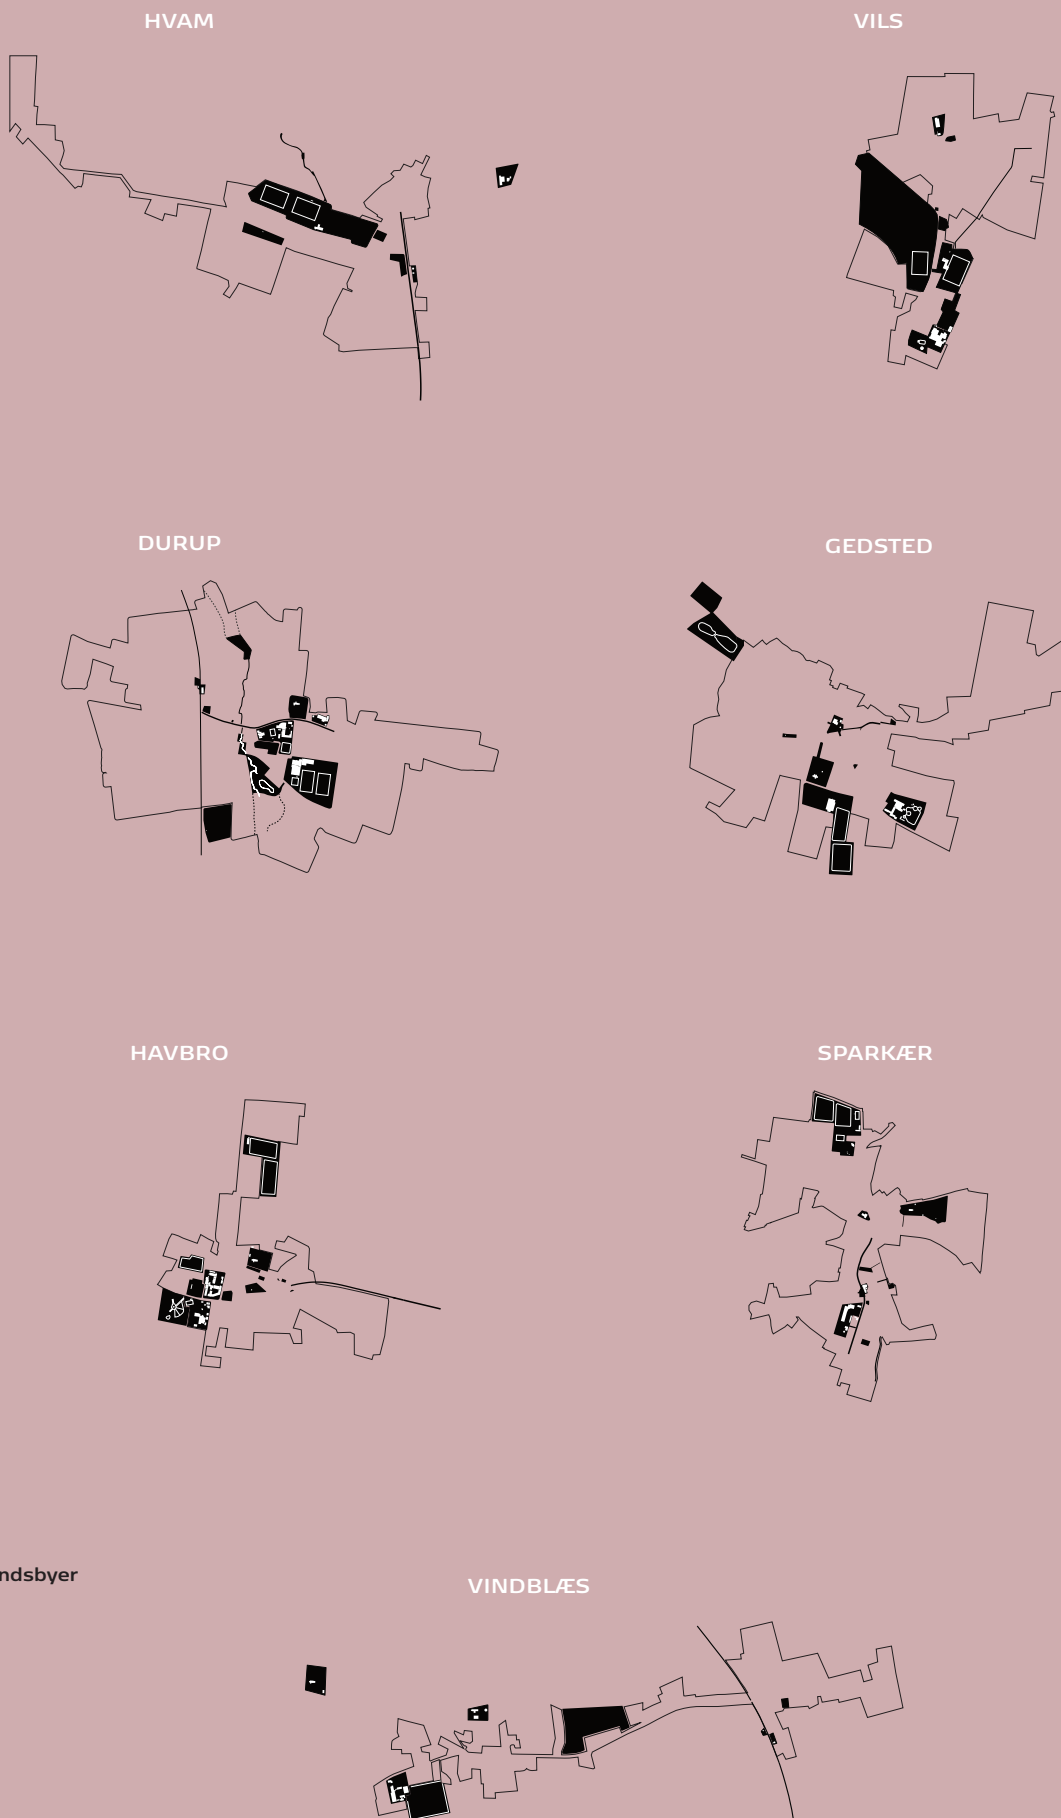 HVAM
VILS
DURUP
GEDSTED
HAVBRO
SPARKÆR
ndsbyer
VINDBLÆS